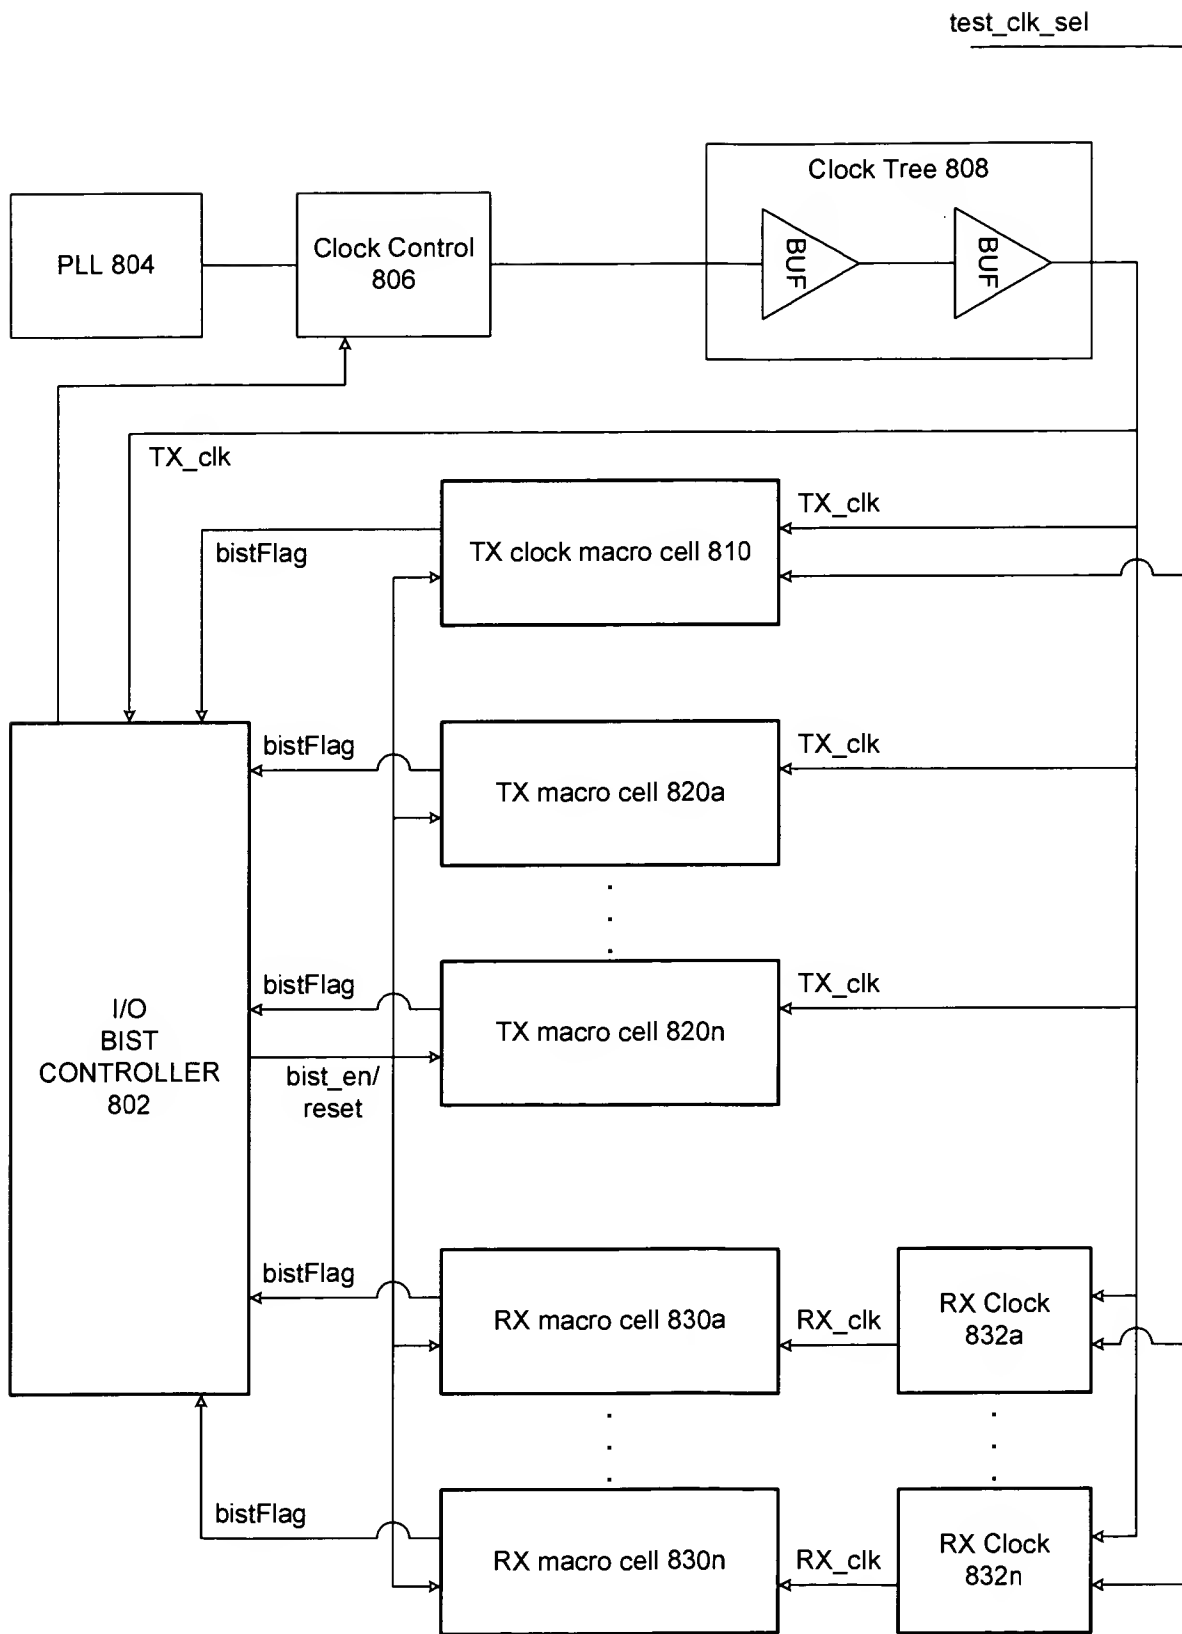 test_clk_sel
Clock Tree 808
BUF
BUF
PLL 804
Clock Control
806
TX_clk
bistFlag
TX clock macro cell 810
TX_clk
bistFlag
TX macro cell 820a
TX_clk
bistFlag
TX macro cell 820n
TX_clk
I/O
BIST
CONTROLLER
802
bist_en/
reset
bistFlag
RX macro cell 830a
RX_clk
RX Clock
832a
bistFlag
RX macro cell 830n
RX_clk
RX Clock
832n